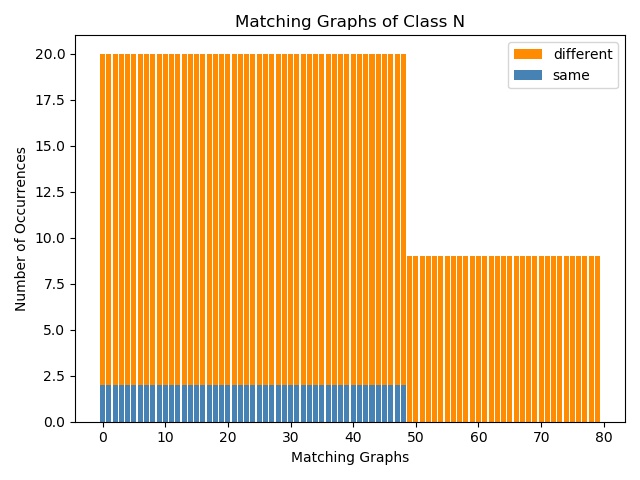 Matching Graphs of Class N
different
same
Number of Occurrences
20.0
17.5
15.0
12.5
10.0
7.5
5.0
2.5
0.0
0 10 20 30 40 50 60 70 80
Matching Graphs